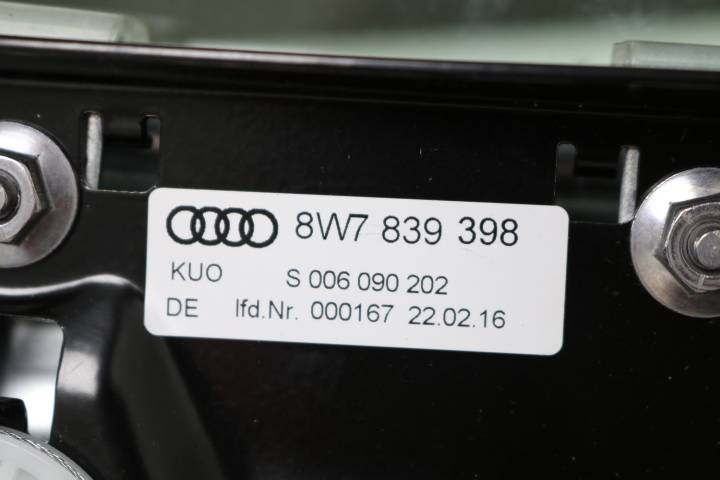 8W7 839 398
KUO S 006 090 202
DE lfd.Nr. 000167 22.02.16